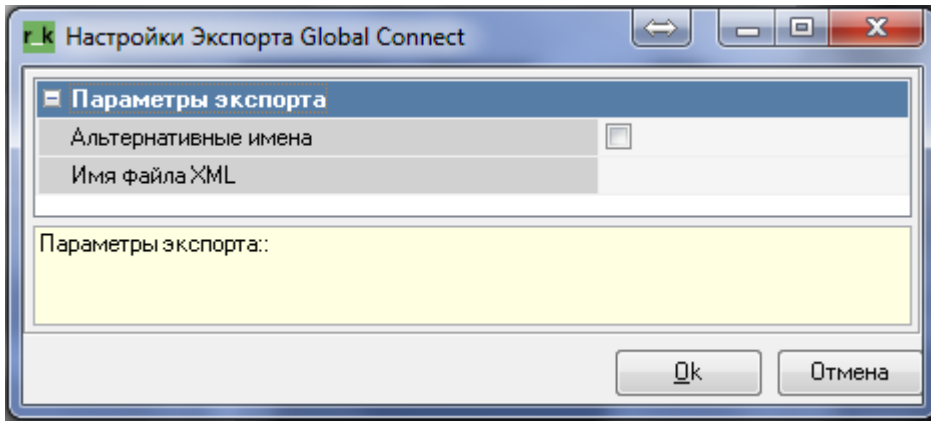 r_k Настройки Экспорта Global Connect
Параметры экспорта
Альтернативные имена
Имя файла XML
Параметры экспорта::
Ok Отмена